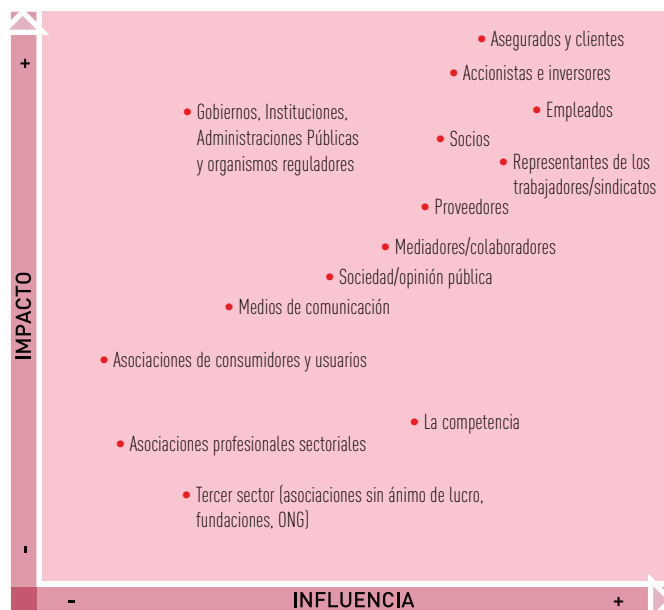 +
Asegurados y clientes
Accionistas e inversores
Empleados
Gobiernos, Instituciones,
Administraciones Públicas
y organismos reguladores
Socios
Representantes de los
trabajadores/sindicatos
Proveedores
Mediadores/colaboradores
Sociedad/opinión pública
Medios de comunicación
IMPACTO
Asociaciones de consumidores y usuarios
La competencia
Asociaciones profesionales sectoriales
Tercer sector (asociaciones sin ánimo de lucro,
fundaciones, ONG)
-
- INFLUENCIA +